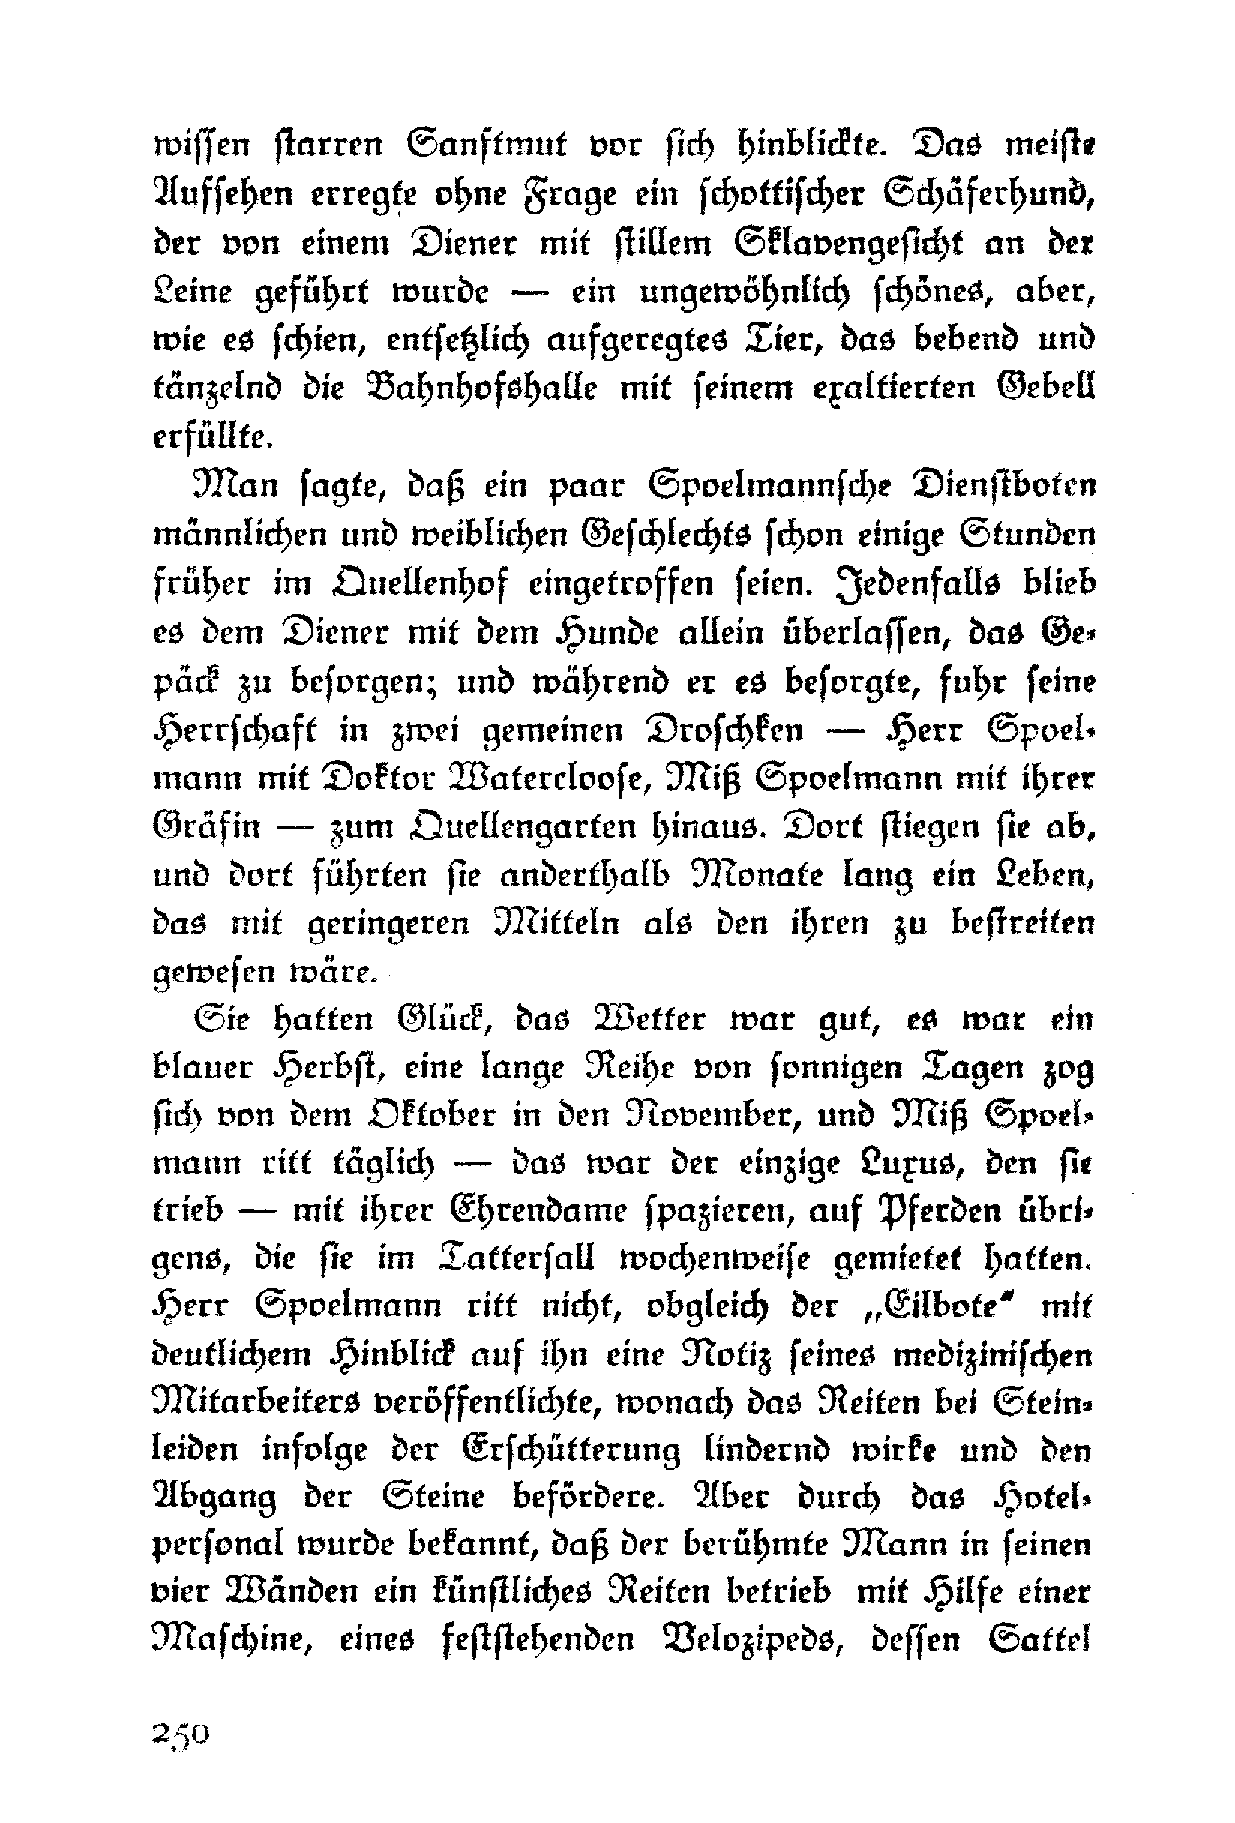 wissen starren Sanftmut vor sich hinblickte. Das meiste
Aufsehen erregte ohne Frage ein schottischer Schäferhund,
der von einem Diener mit stillem Sklavengesicht an der
Leine geführt wurde — ein ungewöhnlich schönes, aber,
wie es schien, entsetzlich aufgeregtes Tier, das bebend und
tänzelnd die Bahnhofshalle mit seinem exaltierten Gebell
erfüllte.
Man sagte, daß ein paar Spoelmannsche Dienstboten
männlichen und weiblichen Geschlechts schon einige Stunden
früher im Quellenhof eingetroffen seien. Jedenfalls blieb
es dem Diener mit dem Hunde allein überlassen, das Ge-
päck zu besorgen; und während er es besorgte, fuhr seine
Herrschaft in zwei gemeinen Droschken — Herr Spoel-
mann mit Doktor Watercloose, Miß Spoelmann mit ihrer
Gräfin — zum Quellengarten hinaus. Dort stiegen sie ab,
und dort führten sie anderthalb Monate lang ein Leben,
das mit geringeren Mitteln als den ihren zu bestreiten
gewesen wäre.
Sie hatten Glück, das Wetter war gut, es war ein
blauer Herbst, eine lange Reihe von sonnigen Tagen zog
sich von dem Oktober in den November, und Miß Spoel-
mann ritt täglich — das war der einzige Luxus, den sie
trieb — mit ihrer Ehrendame spazieren, auf Pferden übri-
gens, die sie im Tattersall wochenweise gemietet hatten.
Herr Spoelmann ritt nicht, obgleich der „Eilbote“ mit
deutlichem Hinblick auf ihn eine Notiz seines medizinischen
Mitarbeiters veröffentlichte, wonach das Reiten bei Stein-
leiden infolge der Erschütterung lindernd wirke und den
Abgang der Steine befördere. Aber durch das Hotel-
personal wurde bekannt, daß der berühmte Mann in seinen
vier Wänden ein künstliches Reiten betrieb mit Hilfe einer
Maschine, eines feststehenden Velozipeds, dessen Sattel
250